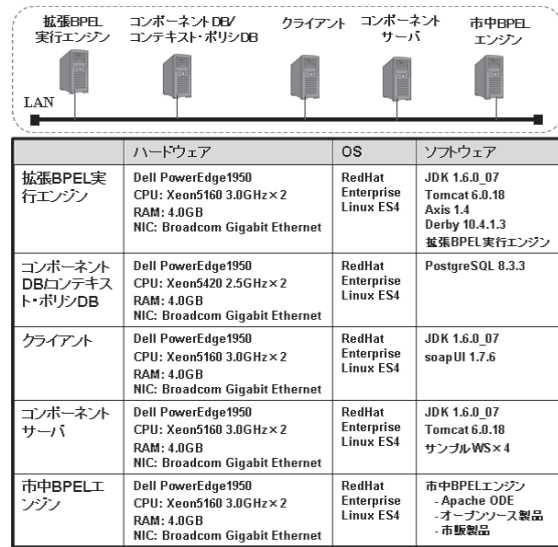 拡張BPEL
実行エンジン
コンポーネントDB/
コンテキスト・ポリシDB
クライアント
コンポーネント
サーバ
市中BPEL
エンジン
LAN
ハードウェア
OS
ソフトウェア
拡張BPEL実
行エンジン
Dell PowerEdge1950
CPU: Xeon5160 3.0GHz×2
RAM: 4.0GB
NIC: Broadcom Gigabit Ethernet
RedHat
Enterprise
Linux ES4
JDK 1.6.0_07
Tomcat 6.0.18
Axis 1.4
Derby 10.4.1.3
拡張BPEL実行エンジン
コンポーネント
DB/コンテキス
ト・ポリシDB
Dell PowerEdge1950
CPU: Xeon5420 2.5GHz×2
RAM: 4.0GB
NIC: Broadcom Gigabit Ethernet
RedHat
Enterprise
Linux ES4
PostgreSQL 8.3.3
クライアント
Dell PowerEdge1950
CPU: Xeon5160 3.0GHz×2
RAM: 4.0GB
NIC: Broadcom Gigabit Ethernet
RedHat
Enterprise
Linux ES4
JDK 1.6.0_07
soapUI 1.7.6
コンポーネント
サーバ
Dell PowerEdge1950
CPU: Xeon5160 3.0GHz×2
RAM: 4.0GB
NIC: Broadcom Gigabit Ethernet
RedHat
Enterprise
Linux ES4
JDK 1.6.0_07
Tomcat 6.0.18
サンプルWS×4
市中BPELエ
ンジン
Dell PowerEdge1950
CPU: Xeon5160 3.0GHz×2
RAM: 4.0GB
NIC: Broadcom Gigabit Ethernet
RedHat
Enterprise
Linux ES4
市中BPELエンジン
- Apache ODE
- オープンソース製品
- 市販製品